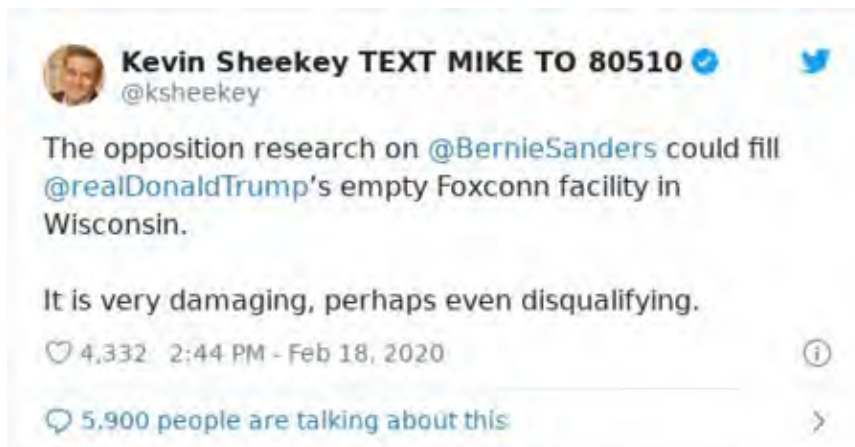 Kevin Sheekey TEXT MIKE TO 80510
@ksheekey
The opposition research on @BernieSanders could fill
@realDonaldTrump's empty Foxconn facility in
Wisconsin.
It is very damaging, perhaps even disqualifying.
4,332 2:44 PM - Feb 18, 2020
5,900 people are talking about this